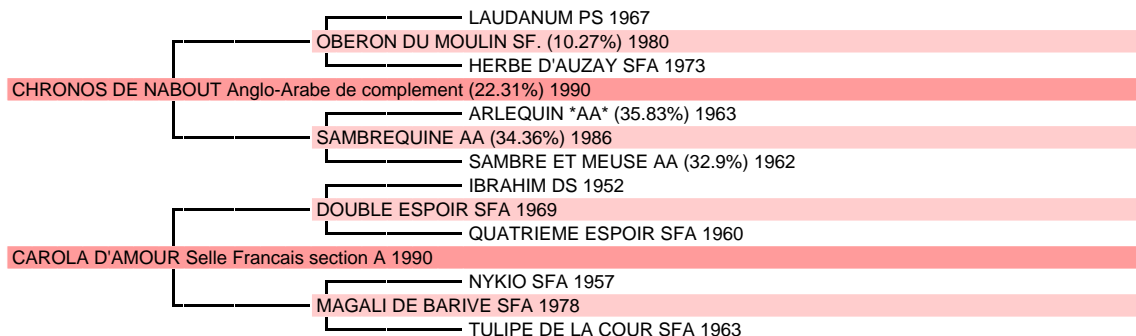 LAUDANUM PS 1967
OBERON DU MOULIN SF. (10.27%) 1980
HERBE D'AUZAY SFA 1973
CHRONOS DE NABOUT Anglo-Arabe de complement (22.31%) 1990
ARLEQUIN *AA* (35.83%) 1963
SAMBREQUINE AA (34.36%) 1986
SAMBRE ET MEUSE AA (32.9%) 1962
IBRAHIM DS 1952
DOUBLE ESPOIR SFA 1969
QUATRIEME ESPOIR SFA 1960
CAROLA D'AMOUR Selle Francais section A 1990
NYKIO SFA 1957
MAGALI DE BARIVE SFA 1978
TULIPE DE LA COUR SFA 1963